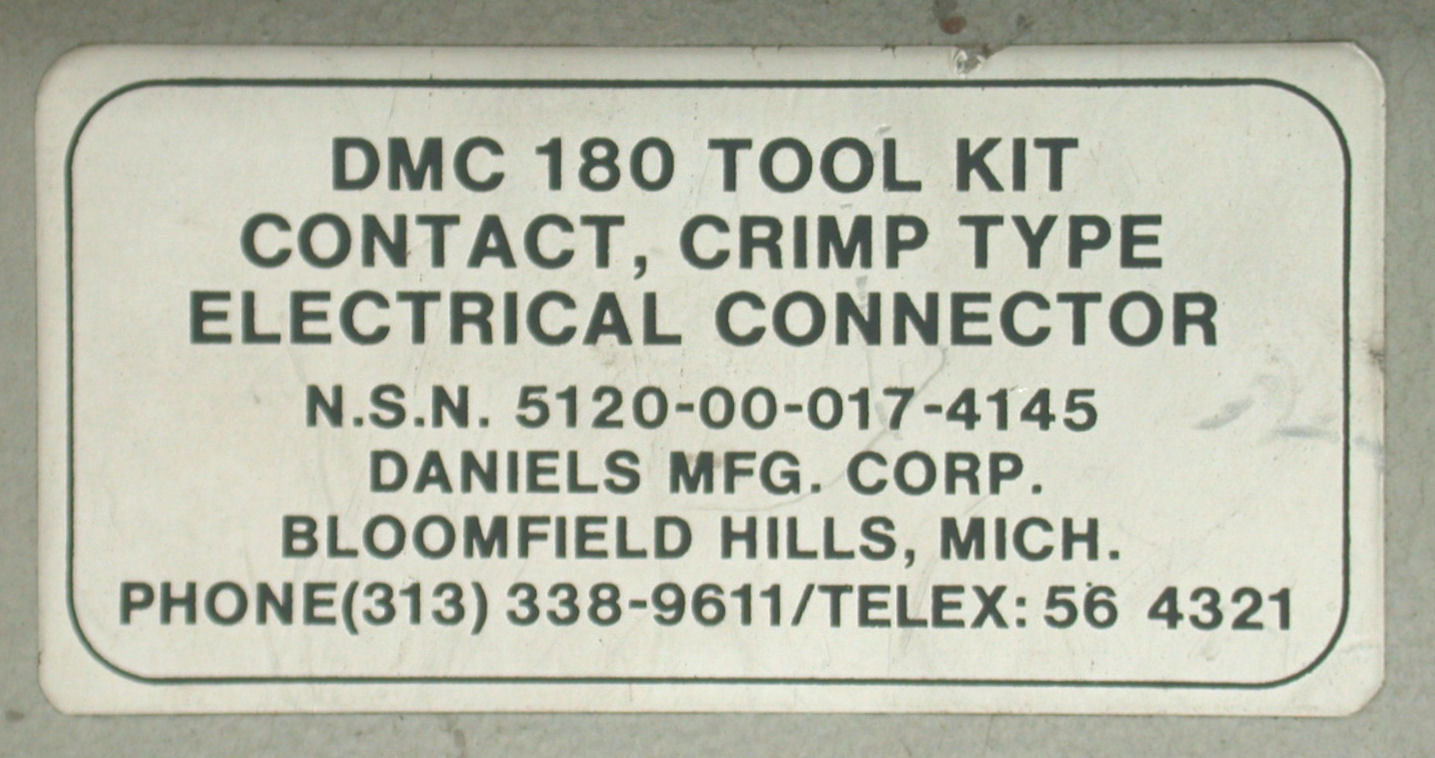 DMC 180 TOOL KIT
CONTACT, CRIMP TYPE
ELECTRICAL CONNECTOR
N.S.N. 5120-00-017-4145
DANIELS MFG. CORP.
BLOOMFIELD HILLS, MICH.
PHONE(313) 338-9611/TELEX: 56 4321